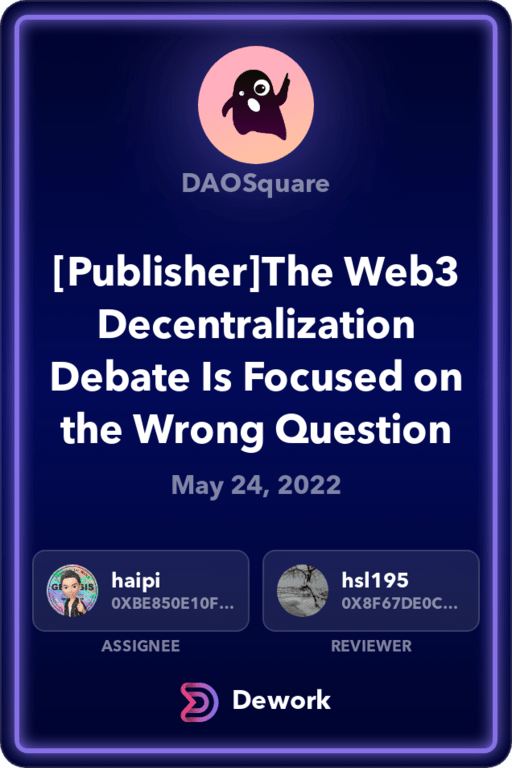 DAOSquare
[Publisher]The Web3
Decentralization
Debate Is Focused on
the Wrong Question
May 24, 2022
haipi
0XBE850E10F...
ASSIGNEE
hsl195
0X8F67DE0C...
REVIEWER
Dework